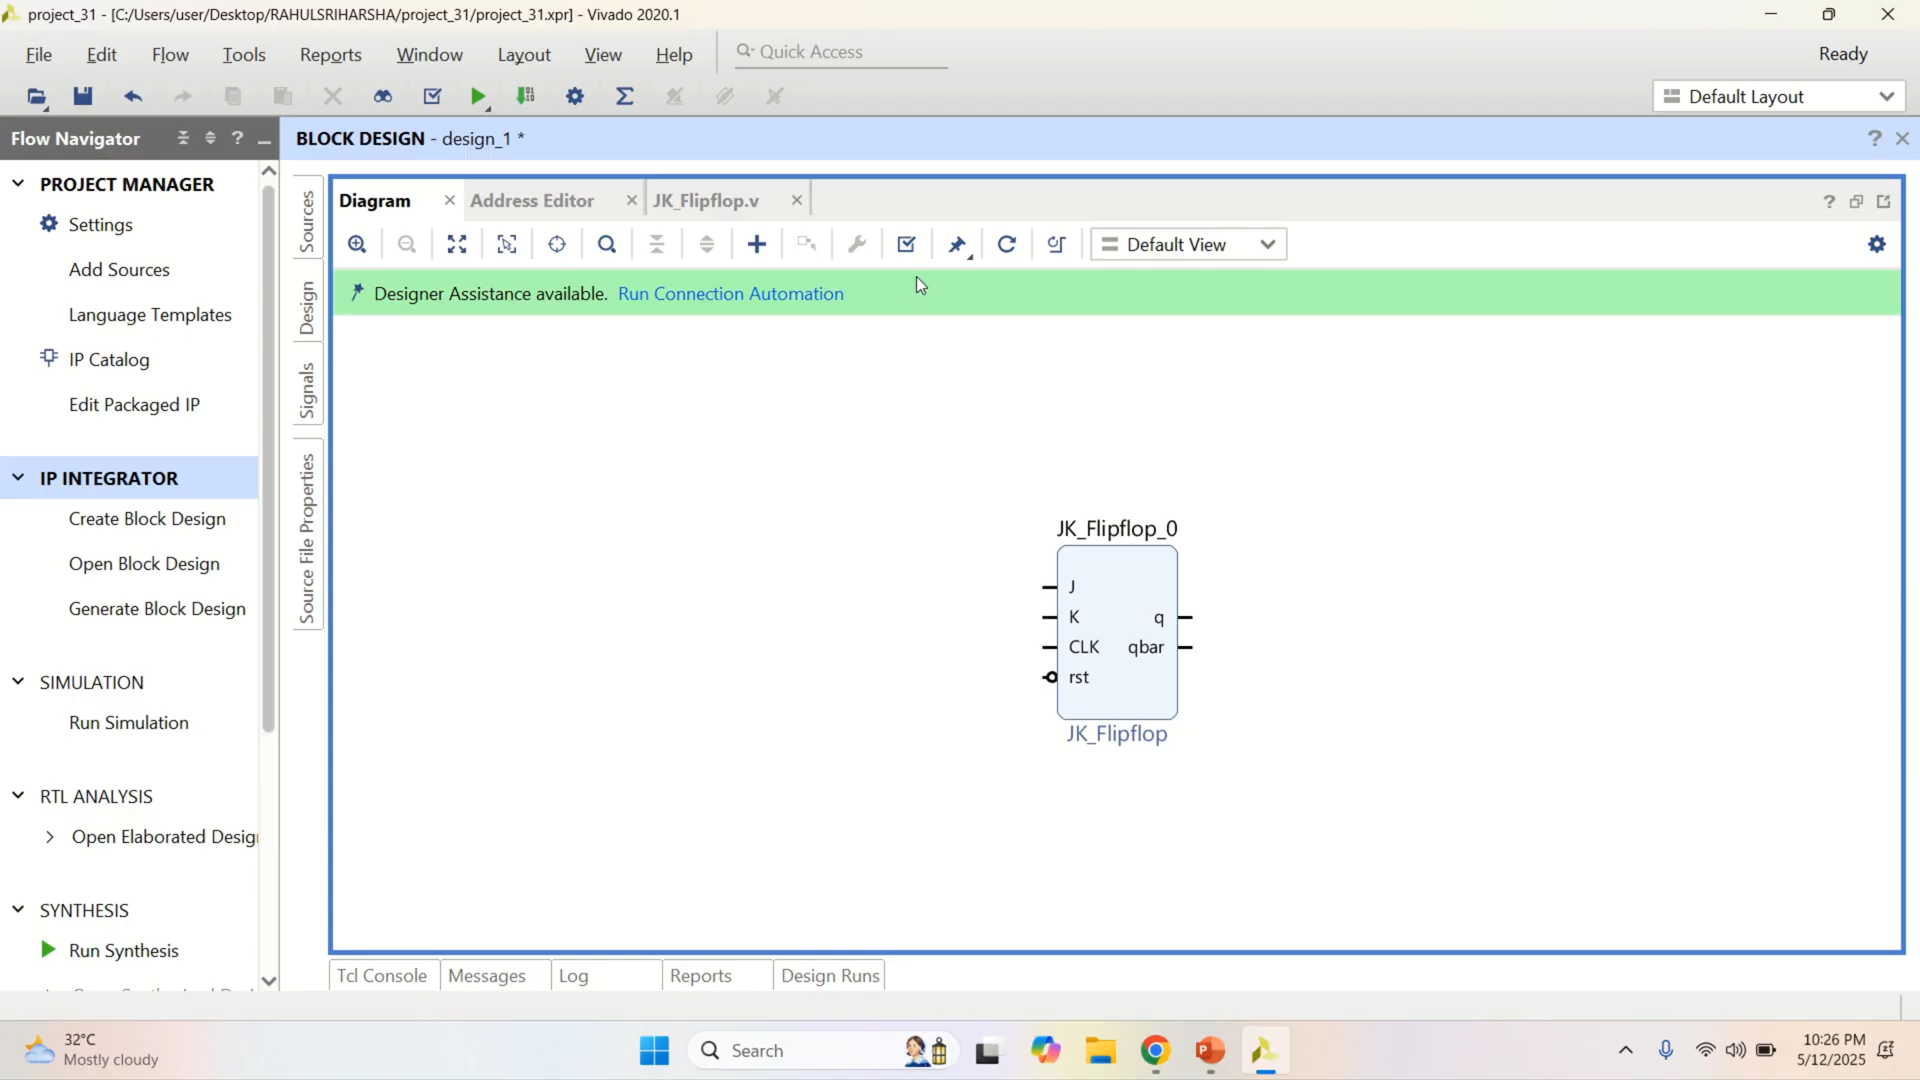 project_31 - [C:/Users/user/Desktop/RAHULSRIHARSHA/project_31/project_31.xpr] - Vivado 2020.1
File Edit Flow Tools Reports Window Layout View Help Quick Access Ready
Default Layout
Flow Navigator
BLOCK DESIGN - design_1 *
PROJECT MANAGER
Settings
Add Sources
Language Templates
IP Catalog
Edit Packaged IP
IP INTEGRATOR
Create Block Design
Open Block Design
Generate Block Design
SIMULATION
Run Simulation
RTL ANALYSIS
Open Elaborated Desig
SYNTHESIS
Run Synthesis
Sources
Design
Signals
Source File Properties
Diagram Address Editor JK_Flipflop.v
Default View
Designer Assistance available. Run Connection Automation
JK_Flipflop_0
J
K q
CLK qbar
rst
JK_Flipflop
Tcl Console Messages Log Reports Design Runs
32°C
Mostly cloudy
Search
10:26 PM
5/12/2025